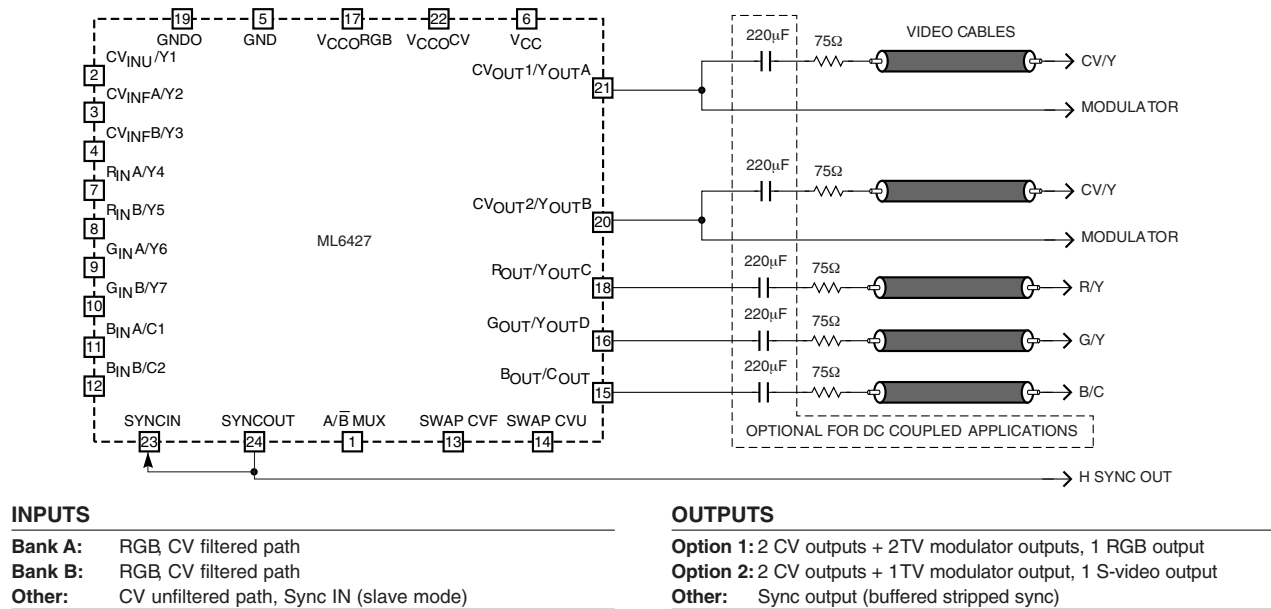 19 5 17 22 6
GNDO GND VCCORGB VCCOCV VCC
2 CVINU/Y1
3 CVINFA/Y2
4 CVINFB/Y3
7 RINA/Y4
8 RINB/Y5
9 GINA/Y6
10 GINB/Y7
11 BINA/C1
12 BINB/C2
ML6427
CVOUT1/YOUTA 21
CVOUT2/YOUTB 20
ROUT/YOUTC 18
GOUT/YOUTD 16
BOUT/COUT 15
SYNCIN SYNCOUT A/B̅ MUX SWAP CVF SWAP CVU
23 24 1 13 14
220µF 75Ω VIDEO CABLES CV/Y
MODULATOR
220µF 75Ω CV/Y
MODULATOR
220µF 75Ω R/Y
220µF 75Ω G/Y
220µF 75Ω B/C
OPTIONAL FOR DC COUPLED APPLICATIONS
H SYNC OUT
INPUTS
Bank A: RGB, CV filtered path
Bank B: RGB, CV filtered path
Other: CV unfiltered path, Sync IN (slave mode)
OUTPUTS
Option 1: 2 CV outputs + 2TV modulator outputs, 1 RGB output
Option 2: 2 CV outputs + 1TV modulator output, 1 S-video output
Other: Sync output (buffered stripped sync)